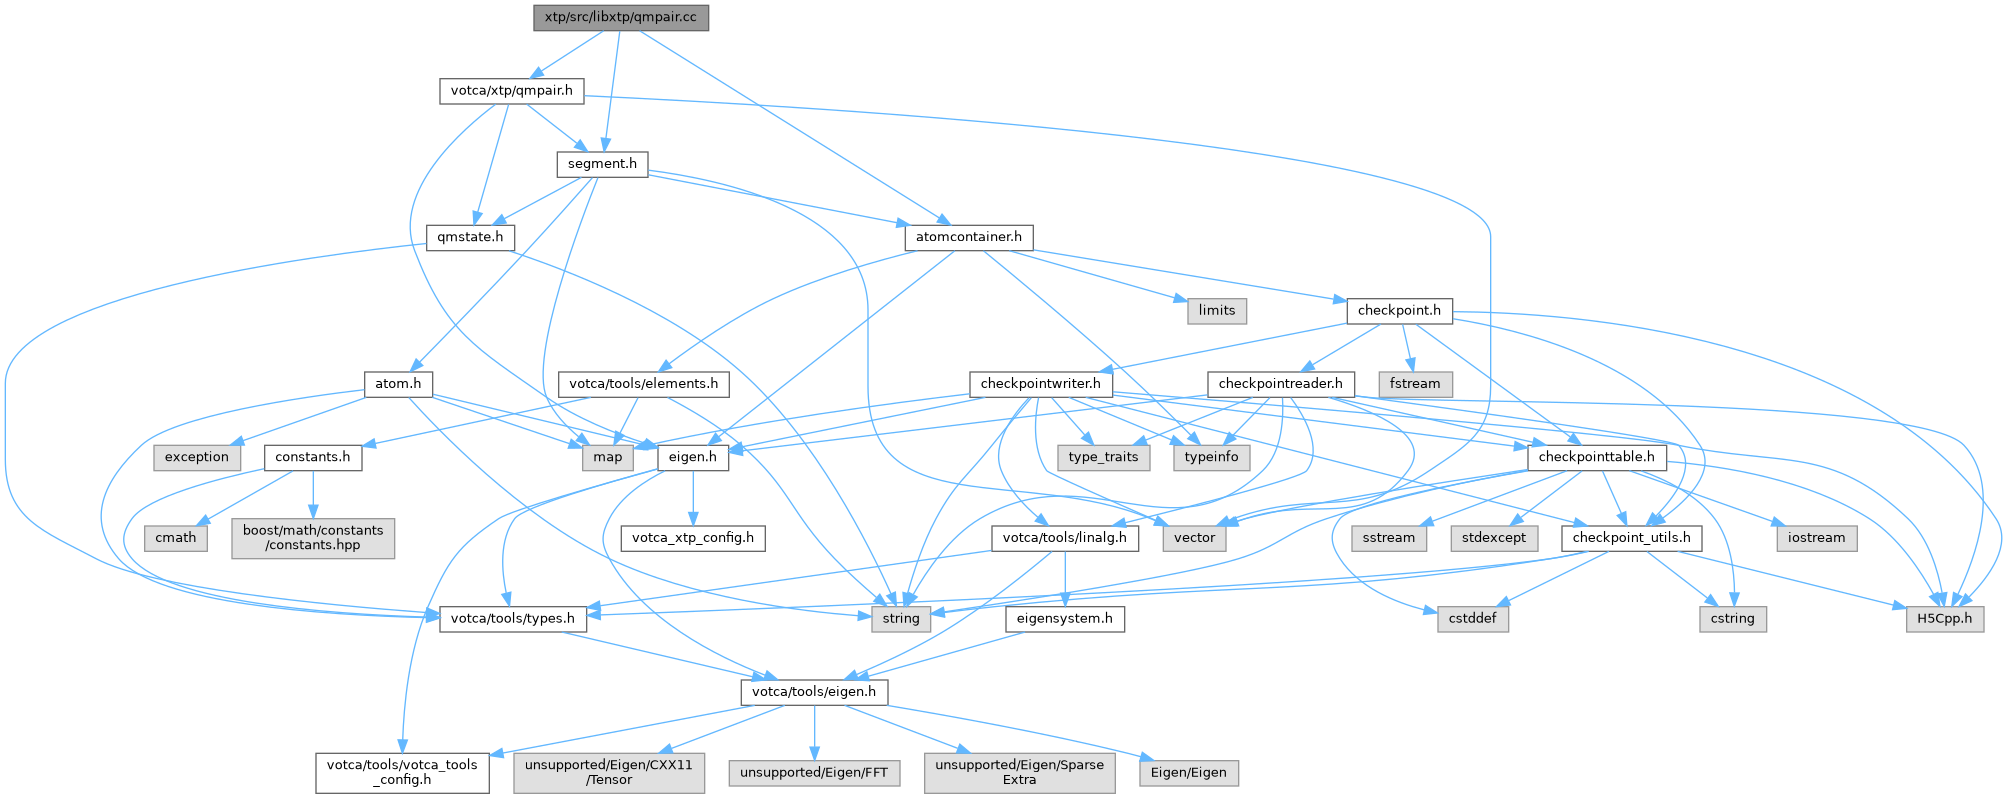 xtp/src/libxtp/qmpair.cc
votca/xtp/qmpair.h
segment.h
qmstate.h
atomcontainer.h
limits
checkpoint.h
atom.h
votca/tools/elements.h
checkpointwriter.h
checkpointreader.h
fstream
exception
constants.h
map
eigen.h
type_traits
typeinfo
checkpointtable.h
cmath
boost/math/constants
/constants.hpp
votca_xtp_config.h
votca/tools/linalg.h
vector
sstream
stdexcept
checkpoint_utils.h
iostream
votca/tools/types.h
string
eigensystem.h
cstddef
cstring
H5Cpp.h
votca/tools/eigen.h
votca/tools/votca_tools
_config.h
unsupported/Eigen/CXX11
/Tensor
unsupported/Eigen/FFT
unsupported/Eigen/Sparse
Extra
Eigen/Eigen